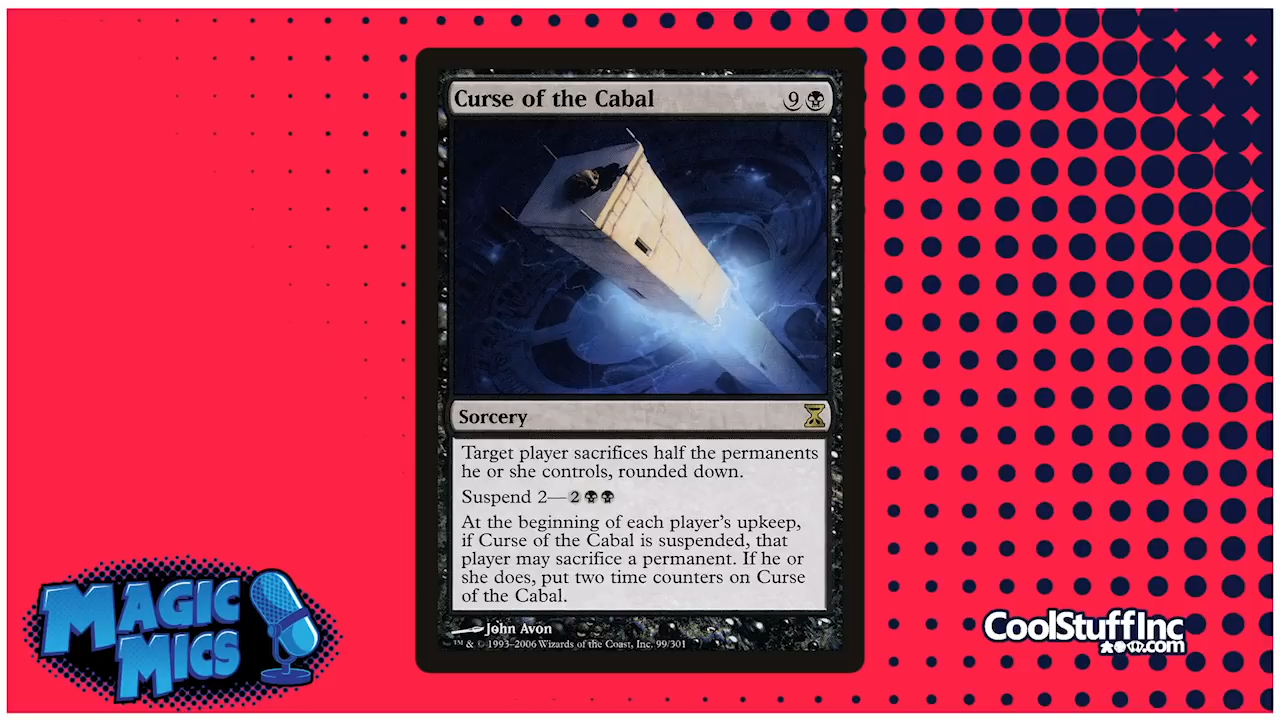 Curse of the Cabal
9
Sorcery
Target player sacrifices half the permanents
he or she controls, rounded down.
Suspend 2—2
At the beginning of each player's upkeep,
if Curse of the Cabal is suspended, that
player may sacrifice a permanent. If he or
she does, put two time counters on Curse
of the Cabal.
John Avon
™ & © 1993–2006 Wizards of the Coast, Inc. 99/301
MAGIC
MICS
CoolStuffInc
.com